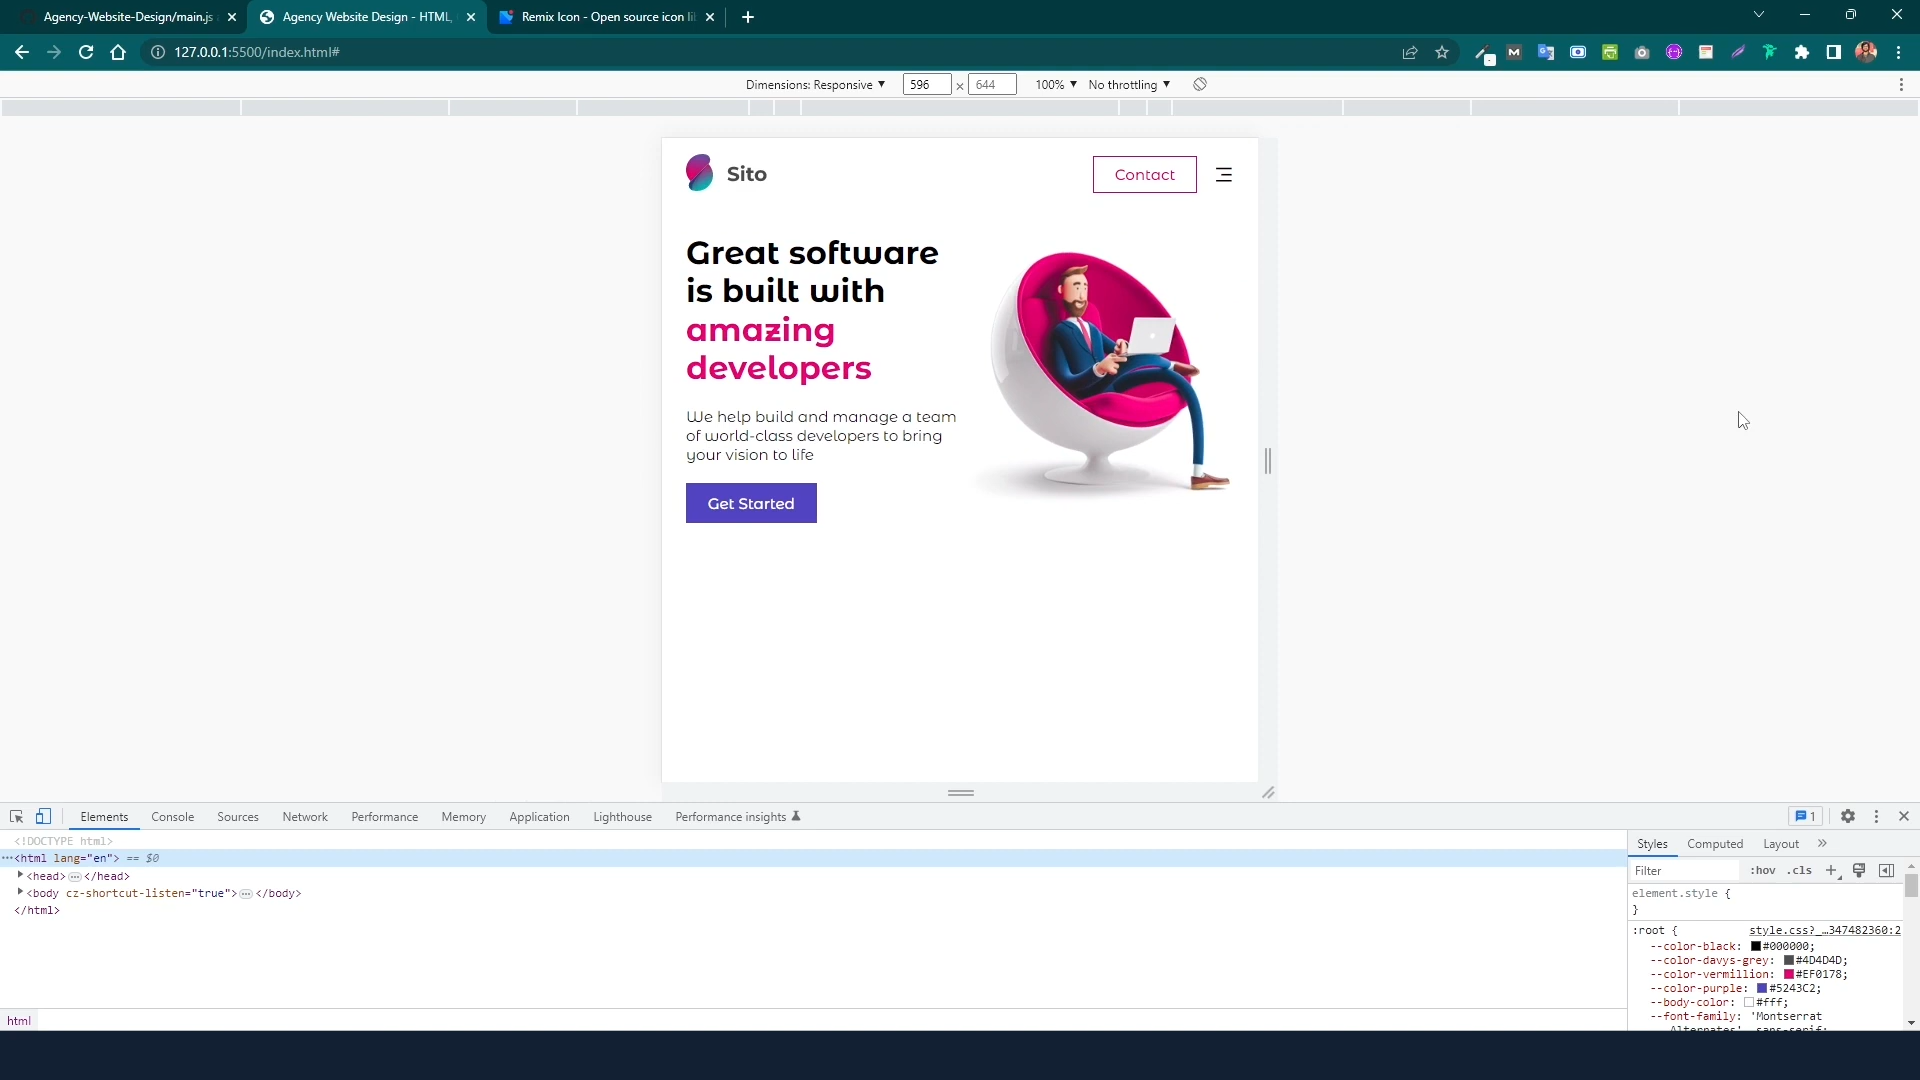 Agency-Website-Design/main.js
Agency Website Design - HTML,
Remix Icon - Open source icon
127.0.0.1:5500/index.html#
Dimensions: Responsive
596 × 644
100%
No throttling
Sito
Contact
Great software
is built with
amazing
developers
We help build and manage a team
of world-class developers to bring
your vision to life
Get Started
Elements
Console
Sources
Network
Performance
Memory
Application
Lighthouse
Performance insights
1
<!DOCTYPE html>
<html lang="en"> == $0
<head> </head>
<body cz-shortcut-listen="true"> </body>
</html>
html
Styles
Computed
Layout
Filter
:hov
.cls
element.style {
}
:root {
style.css?_…347482360:2
--color-black: #000000;
--color-davys-grey: #4D4D4D;
--color-vermillion: #EF0178;
--color-purple: #5243C2;
--body-color: #fff;
--font-family: 'Montserrat
Alternates', sans-serif;